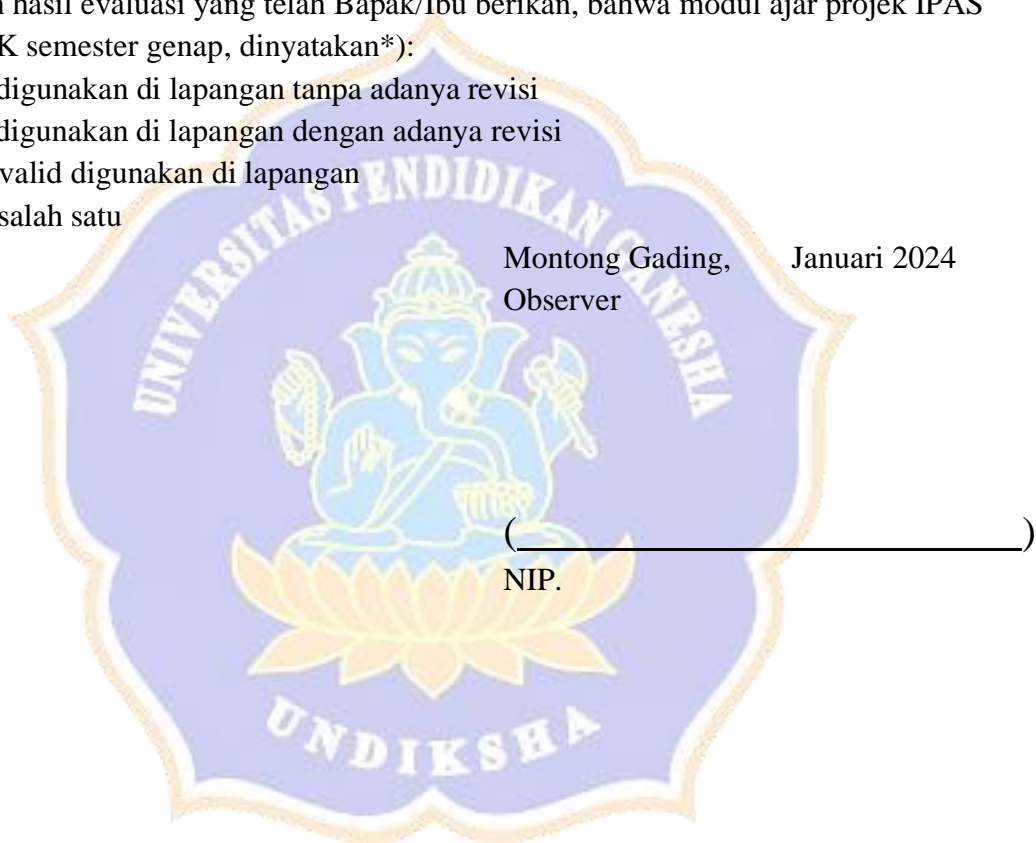 hasil evaluasi yang telah Bapak/Ibu berikan, bahwa modul ajar projek IPAS
K semester genap, dinyatakan*):
digunakan di lapangan tanpa adanya revisi
digunakan di lapangan dengan adanya revisi
valid digunakan di lapangan
salah satu
UNIVERSITAS PENDIDIKAN GANESHA
Montong Gading, Januari 2024
Observer
(______________________________)
NIP.
UNDIKSHA